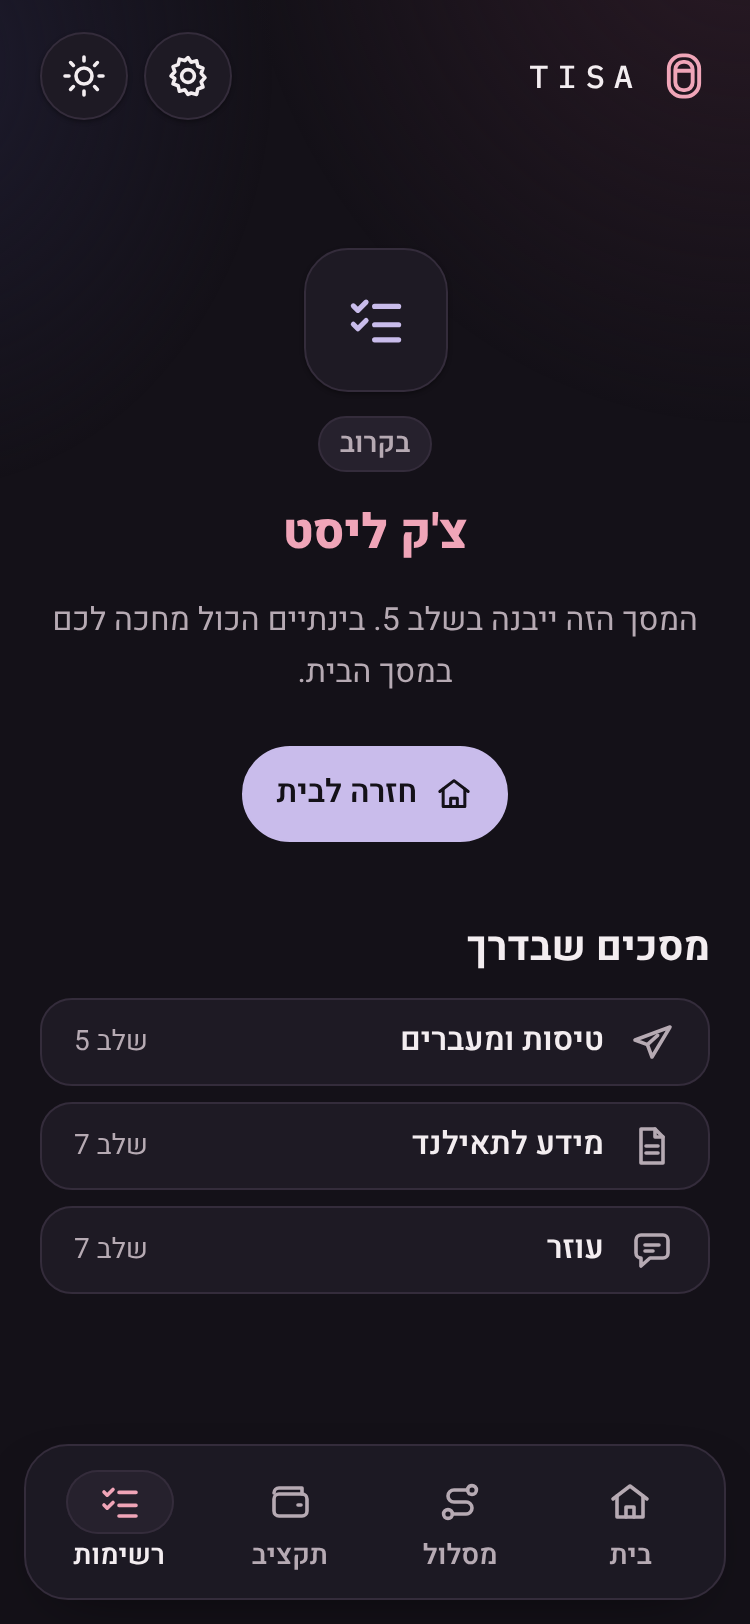 TISA
בקרוב
צ'ק ליסט
המסך הזה ייבנה בשלב 5. בינתיים הכול מחכה לכם
במסך הבית.
חזרה לבית
מסכים שבדרך
טיסות ומעברים
שלב 5
מידע לתאילנד
שלב 7
עוזר
שלב 7
בית
מסלול
תקציב
רשימות